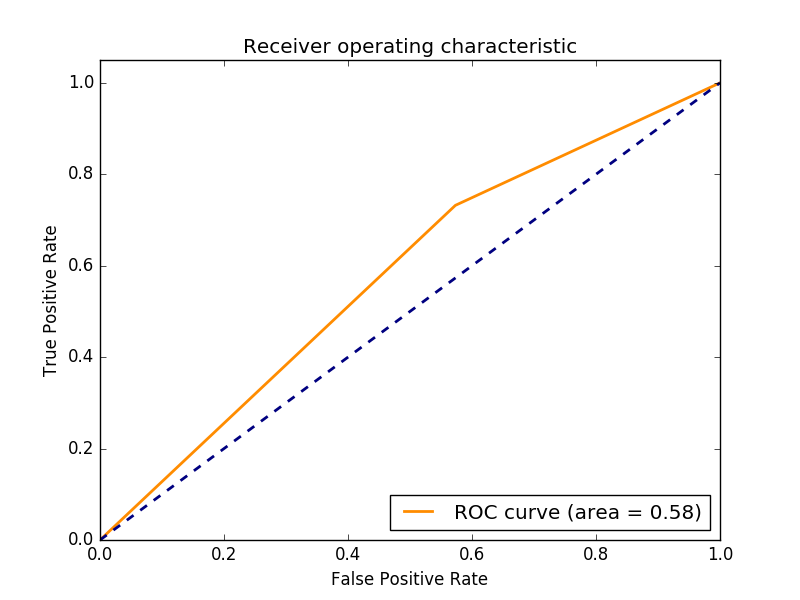 Receiver operating characteristic
1.0
0.8
0.6
0.4
0.2
0.0
True Positive Rate
ROC curve (area = 0.58)
0.0 0.2 0.4 0.6 0.8 1.0
False Positive Rate